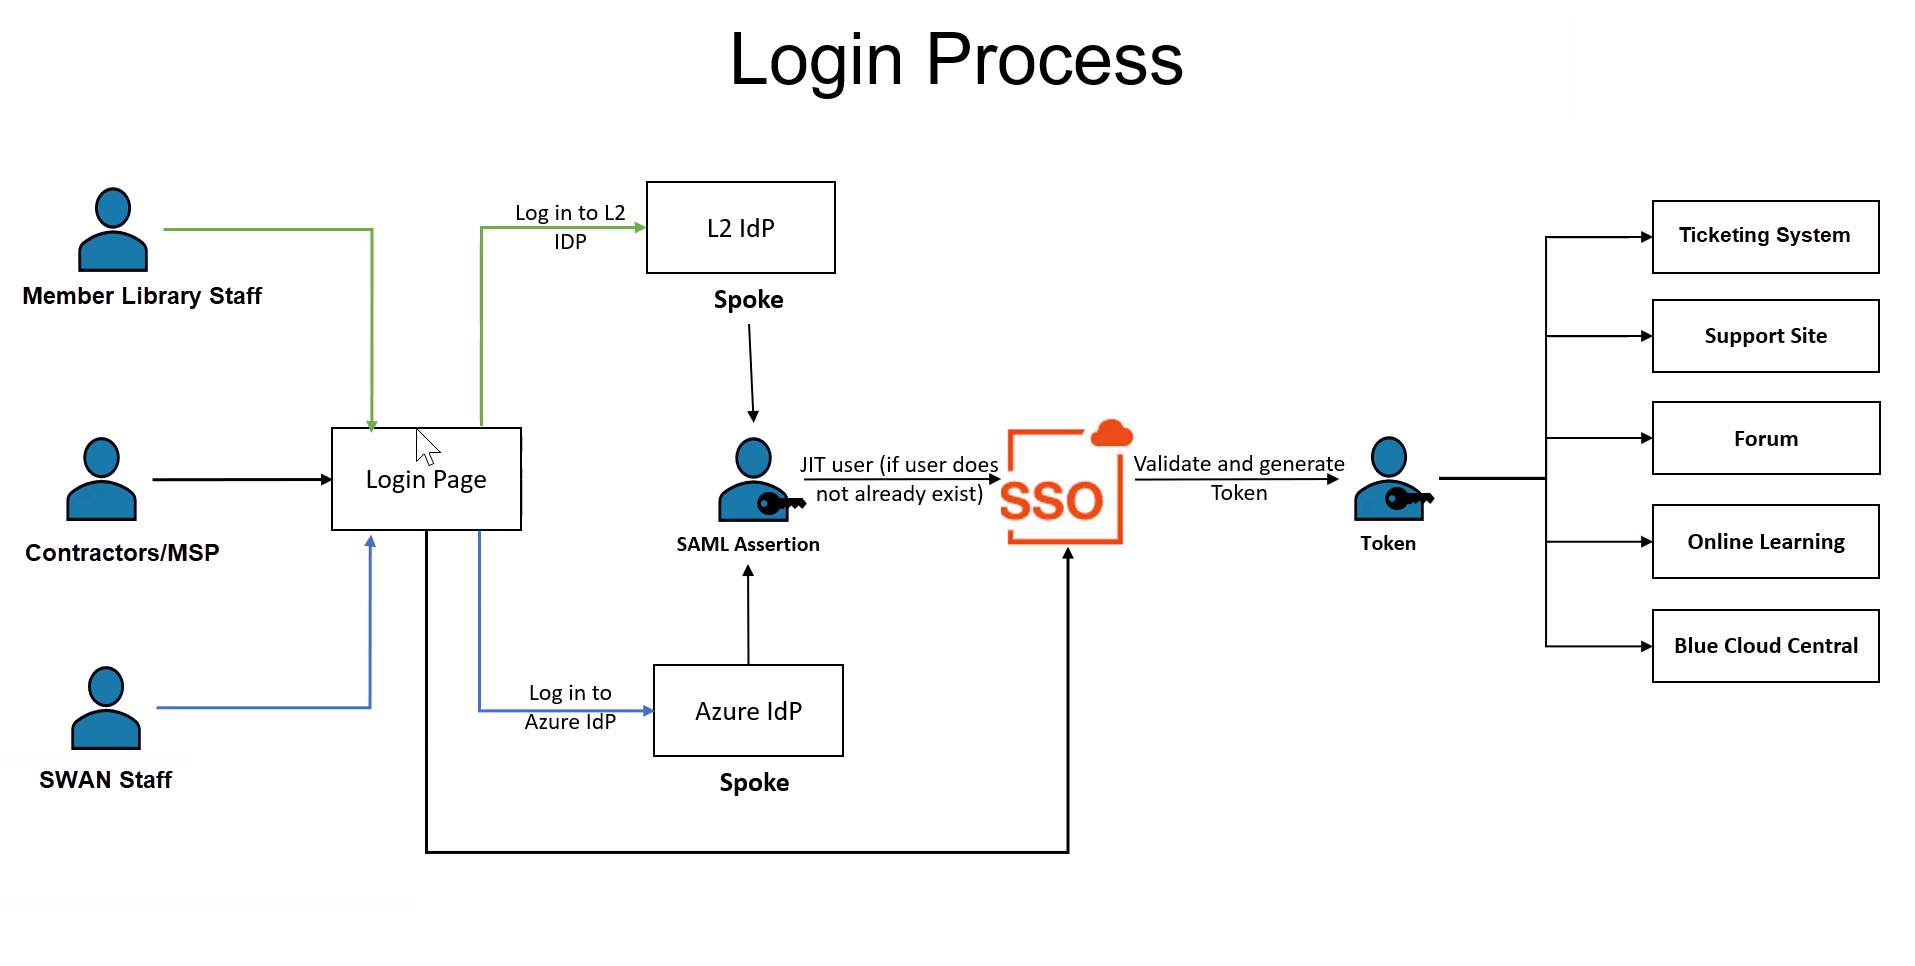 Login Process
Member Library Staff
Contractors/MSP
SWAN Staff
Login Page
Log in to L2
IDP
L2 IdP
Spoke
SAML Assertion
Log in to
Azure IdP
Azure IdP
Spoke
JIT user (if user does
not already exist)
SSO
Validate and generate
Token
Token
Ticketing System
Support Site
Forum
Online Learning
Blue Cloud Central